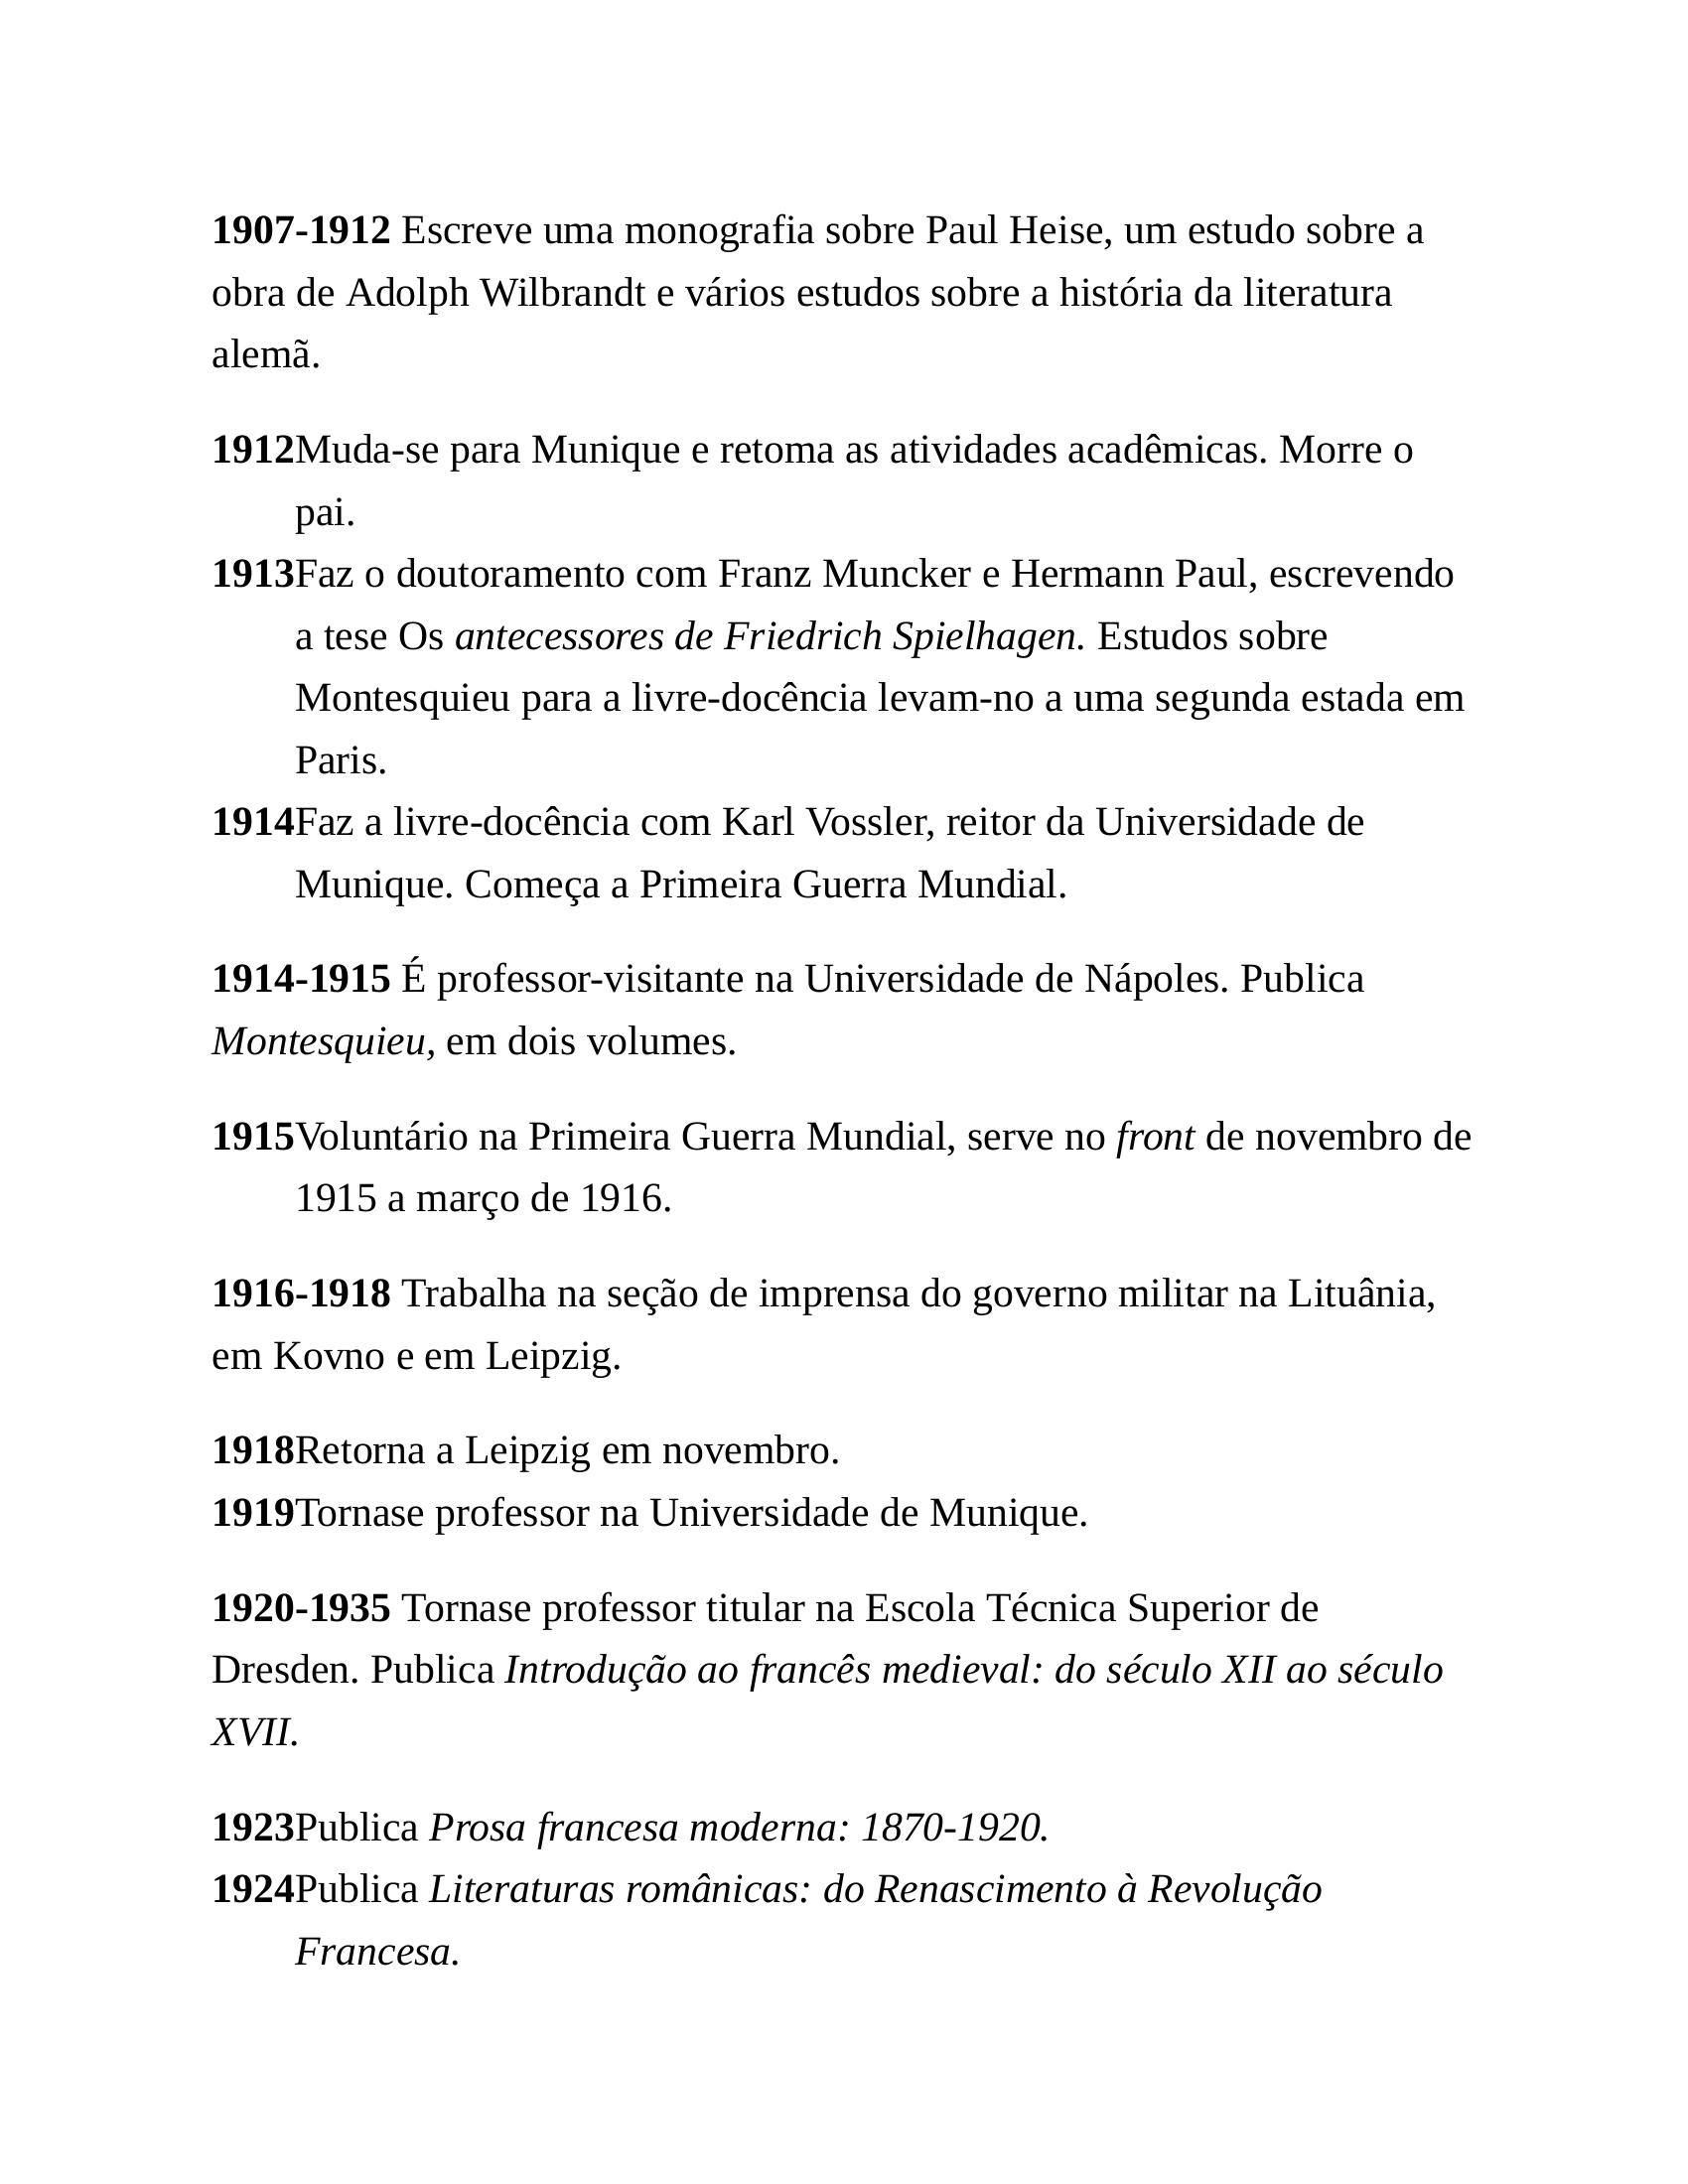 1907-1912 Escreve uma monografia sobre Paul Heise, um estudo sobre a
obra de Adolph Wilbrandt e vários estudos sobre a história da literatura
alemã.
1912Muda-se para Munique e retoma as atividades acadêmicas. Morre o
pai.
1913Faz o doutoramento com Franz Muncker e Hermann Paul, escrevendo
a tese Os antecessores de Friedrich Spielhagen. Estudos sobre
Montesquieu para a livre-docência levam-no a uma segunda estada em
Paris.
1914Faz a livre-docência com Karl Vossler, reitor da Universidade de
Munique. Começa a Primeira Guerra Mundial.
1914-1915 É professor-visitante na Universidade de Nápoles. Publica
Montesquieu, em dois volumes.
1915Voluntário na Primeira Guerra Mundial, serve no front de novembro de
1915 a março de 1916.
1916-1918 Trabalha na seção de imprensa do governo militar na Lituânia,
em Kovno e em Leipzig.
1918Retorna a Leipzig em novembro.
1919Tornase professor na Universidade de Munique.
1920-1935 Tornase professor titular na Escola Técnica Superior de
Dresden. Publica Introdução ao francês medieval: do século XII ao século
XVII.
1923Publica Prosa francesa moderna: 1870-1920.
1924Publica Literaturas românicas: do Renascimento à Revolução
Francesa.